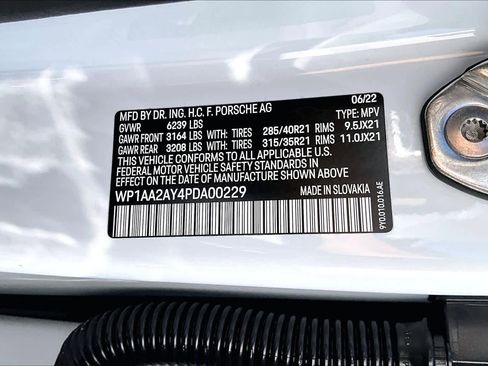 MFD BY DR. ING. H.C. F. PORSCHE AG 06/22
GVWR 6239 LBS TYPE: MPV
GAWR FRONT 3164 LBS WITH: TIRES 285/40R21 RIMS 9.5JX21
GAWR REAR 3208 LBS WITH: TIRES 315/35R21 RIMS 11.0JX21
THIS VEHICLE CONFORMS TO ALL APPLICABLE U.S.
FEDERAL MOTOR VEHICLE SAFETY STANDARDS IN
EFFECT ON THE DATE OF MANUFACTURE SHOWN ABOVE.
WP1AA2AY4PDA00229 MADE IN SLOVAKIA
9Y0.010.016.AE